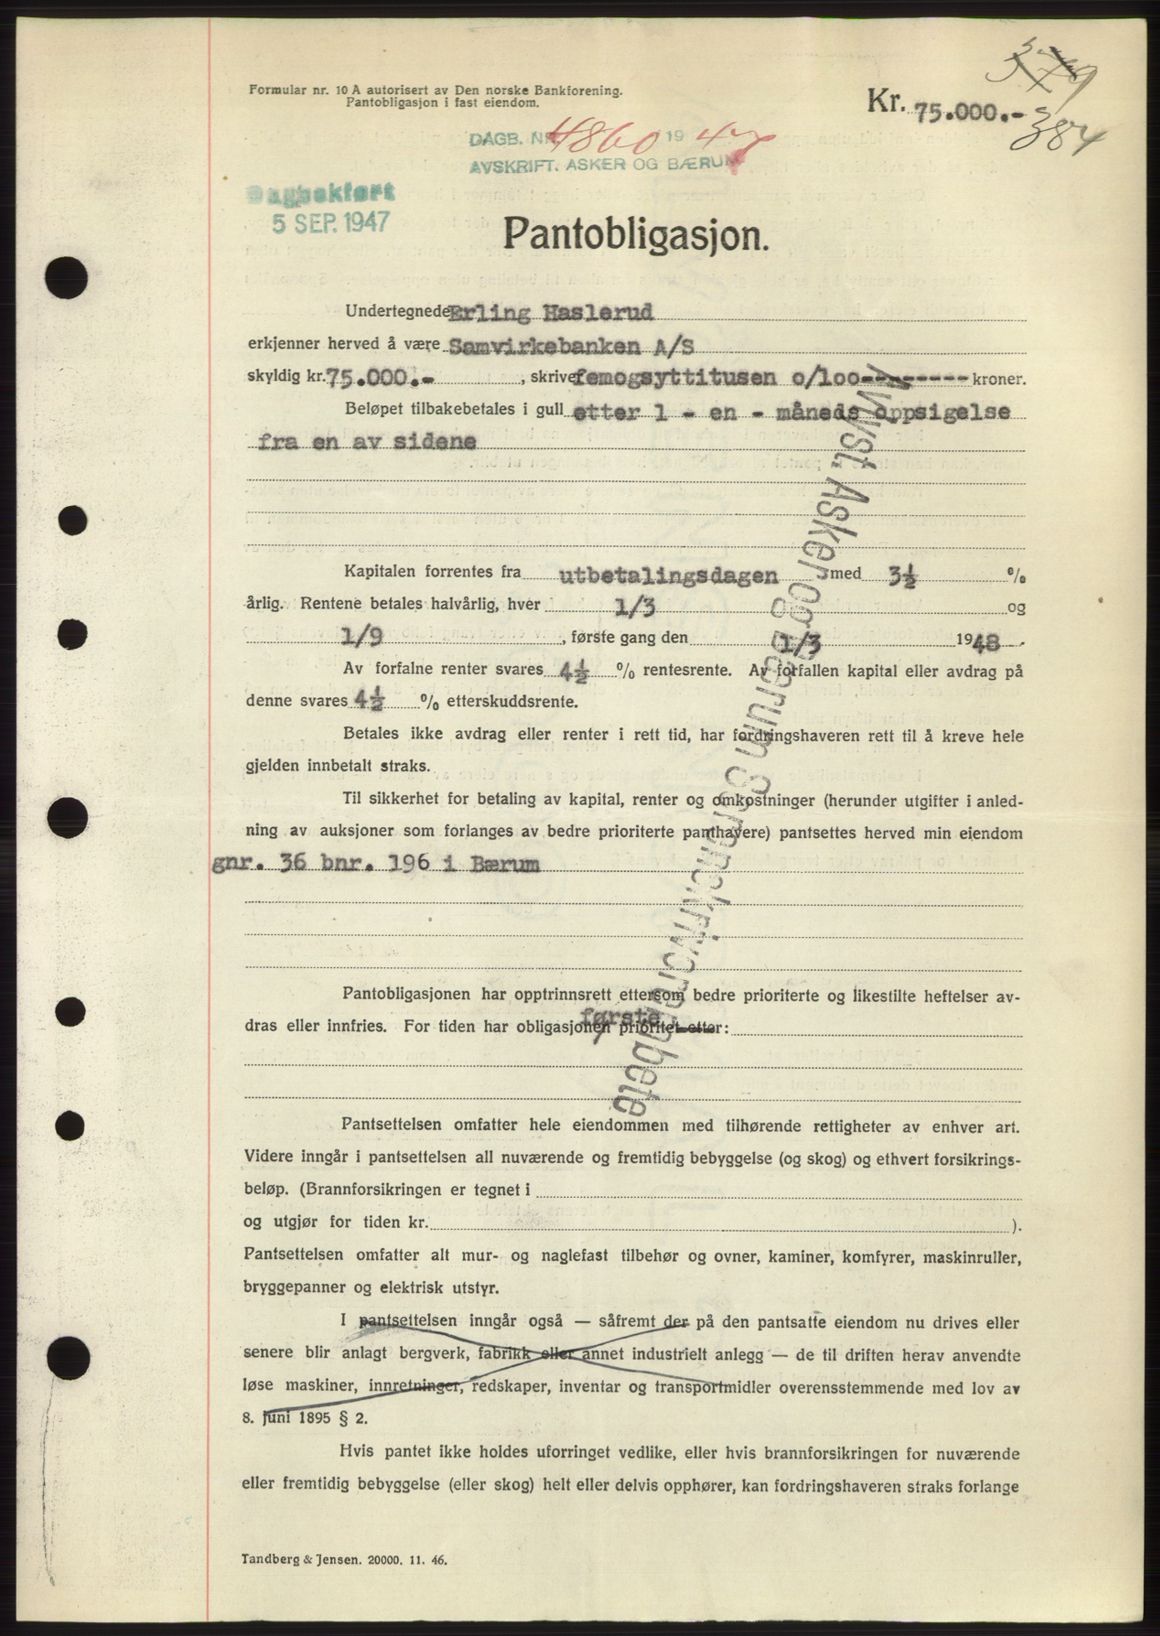 379
384
Formular nr. 10 A autorisert av Den norske Bankforening.
Pantobligasjon i fast eiendom.
Kr. 75.000.-
DAGB. NR. 4860 1947
AVSKRIFT. ASKER OG BÆRUM
Dagbokført
5 SEP. 1947
Pantobligasjon.
Undertegnede Erling Haslerud
erkjenner herved å være Samvirkebanken A/S
skyldig kr. 75.000.- , skriver femogsyttitusen o/loo-------- kroner.
Beløpet tilbakebetales i gull etter 1 - en - måneds oppsigelse
fra en av sidene
Kapitalen forrentes fra utbetalingsdagen med 3½ %
årlig. Rentene betales halvårlig, hver 1/3 og
1/9 , første gang den 1/3 1948 .
Av forfalne renter svares 4½ % rentesrente. Av forfallen kapital eller avdrag på
denne svares 4½ % etterskuddsrente.
Betales ikke avdrag eller renter i rett tid, har fordringshaveren rett til å kreve hele
gjelden innbetalt straks.
Til sikkerhet for betaling av kapital, renter og omkostninger (herunder utgifter i anled-
ning av auksjoner som forlanges av bedre prioriterte panthavere) pantsettes herved min eiendom
gnr. 36 bnr. 196 i Bærum
Pantobligasjonen har opptrinnsrett ettersom bedre prioriterte og likestilte heftelser av-
første
dras eller innfries. For tiden har obligasjonen prioritet etter:
Pantsettelsen omfatter hele eiendommen med tilhørende rettigheter av enhver art.
Videre inngår i pantsettelsen all nuværende og fremtidig bebyggelse (og skog) og ethvert forsikrings-
beløp. (Brannforsikringen er tegnet i
og utgjør for tiden kr. ).
Pantsettelsen omfatter alt mur- og naglefast tilbehør og ovner, kaminer, komfyrer, maskinruller,
bryggepanner og elektrisk utstyr.
I pantsettelsen inngår også — såfremt der på den pantsatte eiendom nu drives eller
senere blir anlagt bergverk, fabrikk eller annet industrielt anlegg — de til driften herav anvendte
løse maskiner, innretninger, redskaper, inventar og transportmidler overensstemmende med lov av
8. juni 1895 § 2.
Hvis pantet ikke holdes uforringet vedlike, eller hvis brannforsikringen for nuværende
eller fremtidig bebyggelse (eller skog) helt eller delvis opphører, kan fordringshaveren straks forlange
Tandberg & Jensen. 20000. 11. 46.
Avlyst, Asker og Bærum Sorenskriverembete